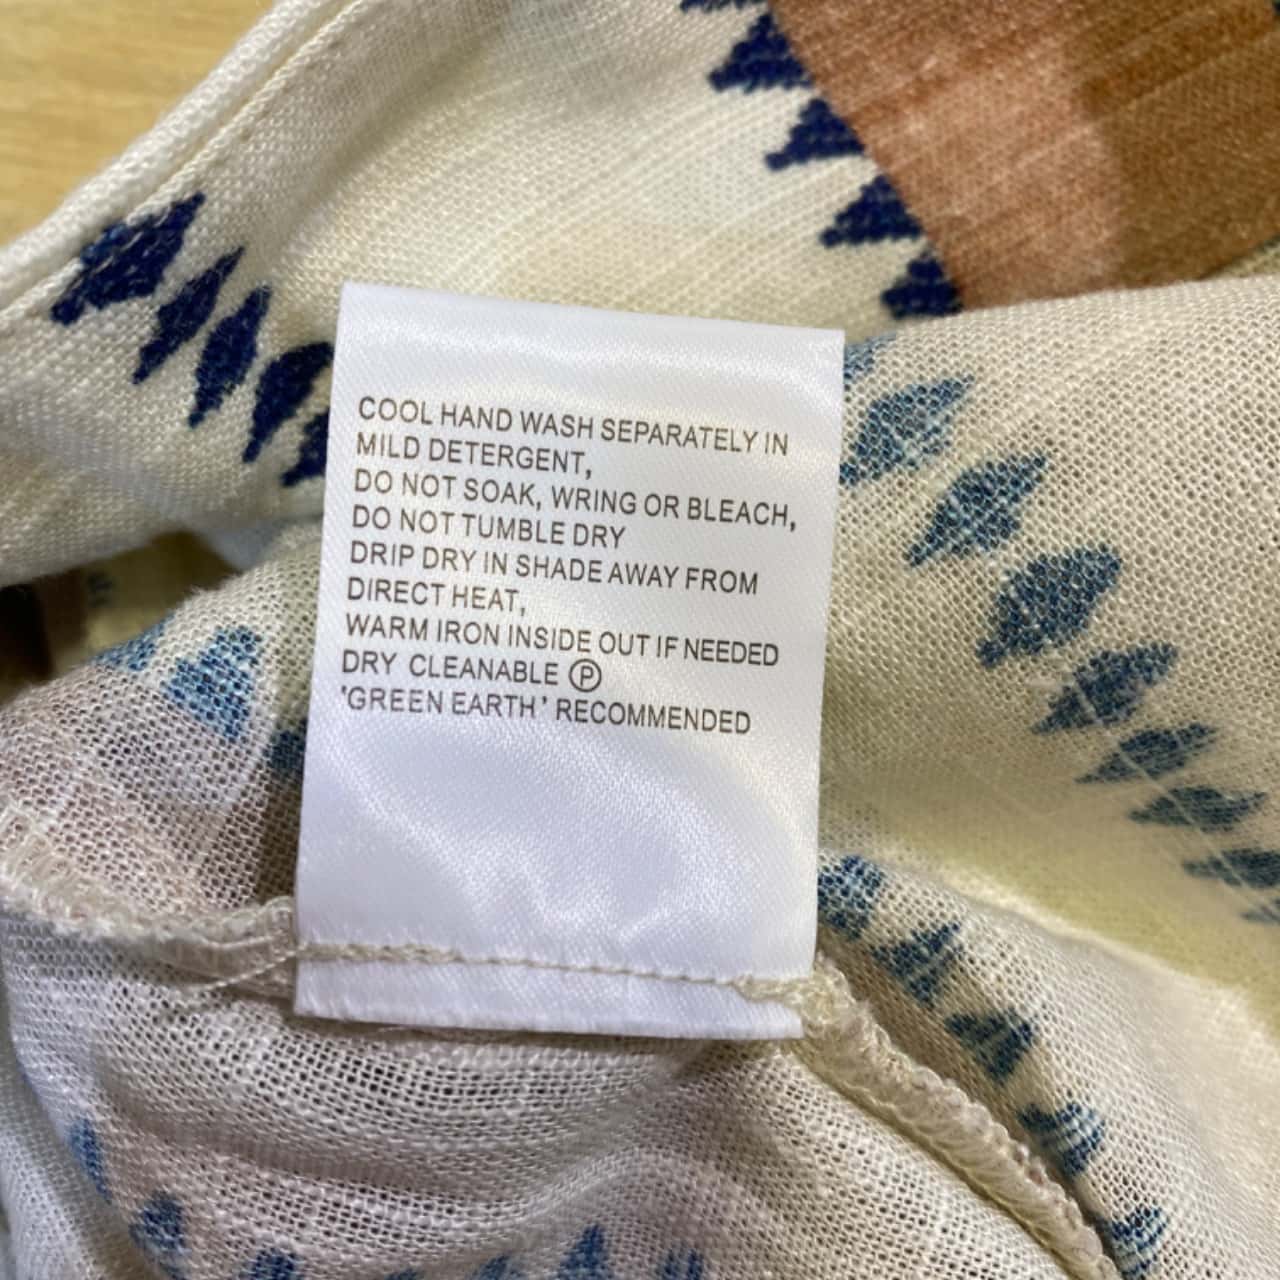 COOL HAND WASH SEPARATELY IN
MILD DETERGENT,
DO NOT SOAK, WRING OR BLEACH,
DO NOT TUMBLE DRY
DRIP DRY IN SHADE AWAY FROM
DIRECT HEAT,
WARM IRON INSIDE OUT IF NEEDED
DRY CLEANABLE Ⓟ
'GREEN EARTH' RECOMMENDED